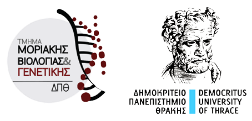 ΤΜΗΜΑ
ΜΟΡΙΑΚΗΣ
ΒΙΟΛΟΓΙΑΣ&
ΓΕΝΕΤΙΚΗΣ
ΔΠΘ
ΔΗΜΟΚΡΙΤΕΙΟ
ΠΑΝΕΠΙΣΤΗΜΙΟ
ΘΡΑΚΗΣ
DEMOCRITUS
UNIVERSITY
OF THRACE